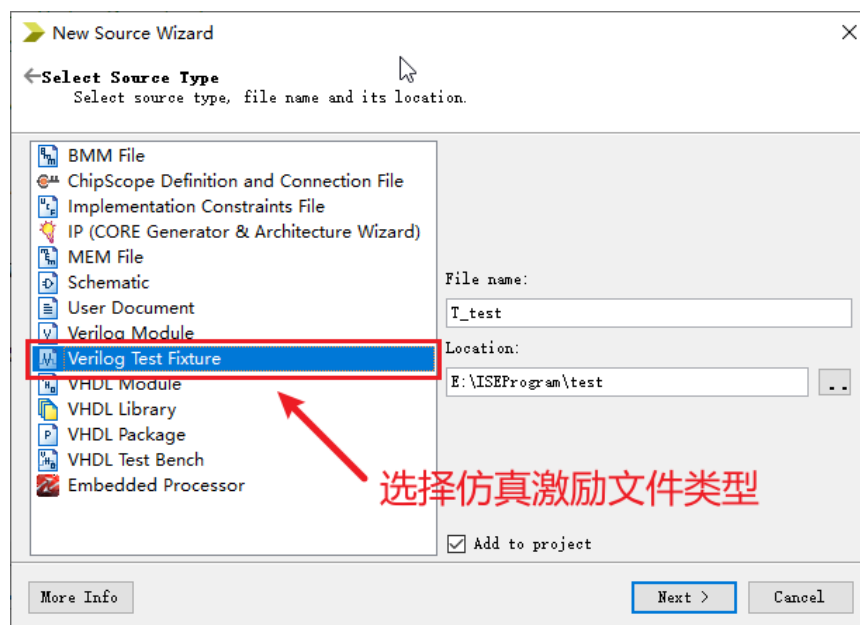 New Source Wizard
Select Source Type
Select source type, file name and its location.
BMM File
ChipScope Definition and Connection File
Implementation Constraints File
IP (CORE Generator & Architecture Wizard)
MEM File
Schematic
User Document
Verilog Module
Verilog Test Fixture
VHDL Module
VHDL Library
VHDL Package
VHDL Test Bench
Embedded Processor
File name:
T_test
Location:
E:\ISEProgram\test
..
选择仿真激励文件类型
Add to project
More Info
Next >
Cancel